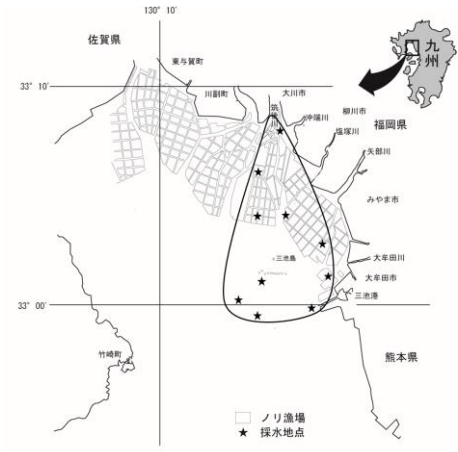 130° 10′
佐賀県
九州
東与賀町
33° 10′
川副町
大川市
筑後川
沖端川
柳川市
塩塚川
福岡県
矢部川
みやま市
三池島
大牟田川
大牟田市
三池港
33° 00′
竹崎町
熊本県
ノリ漁場
採水地点